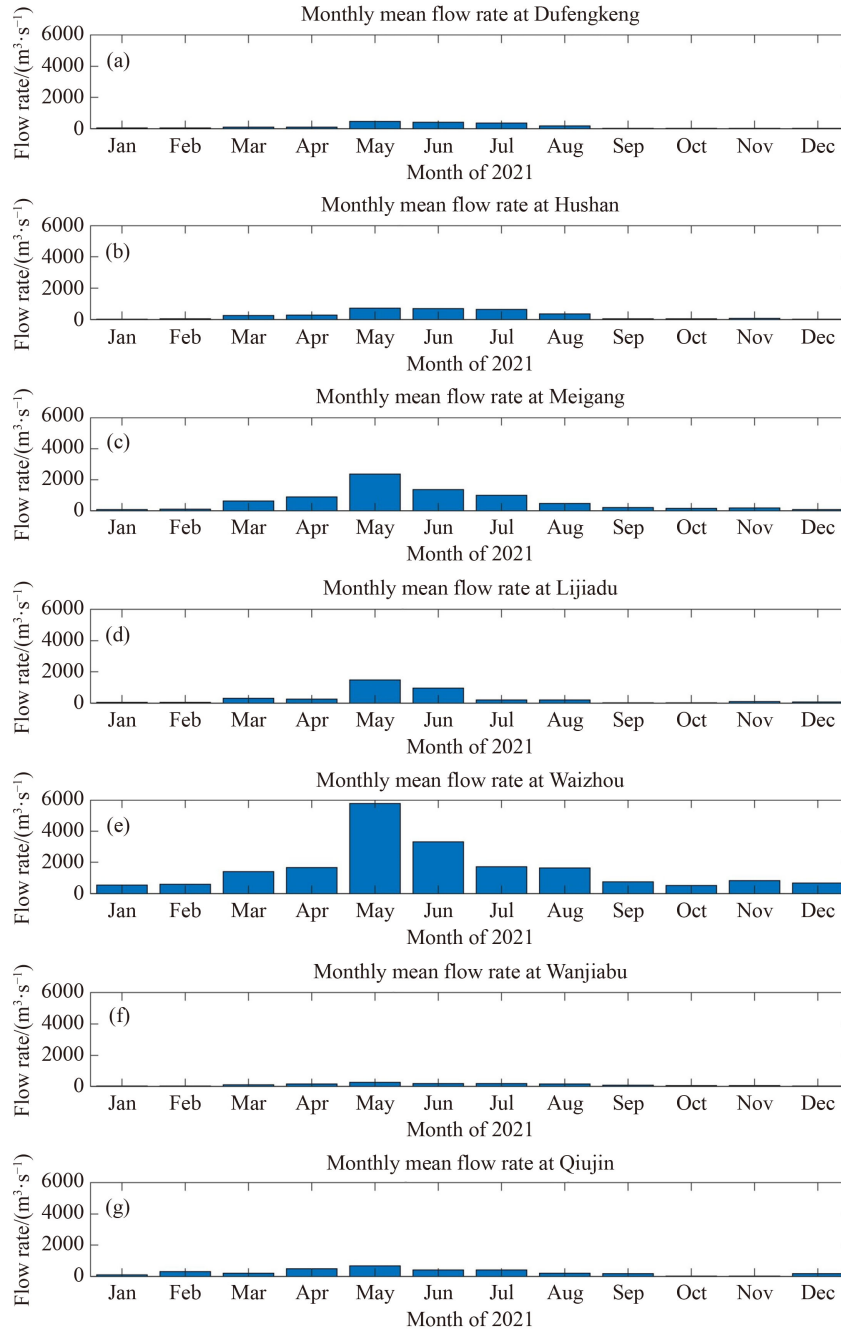 Monthly mean flow rate at Dufengkeng
Flow rate/(m³·s⁻¹)
6000
4000
2000
0
(a)
Jan Feb Mar Apr May Jun Jul Aug Sep Oct Nov Dec
Month of 2021
Monthly mean flow rate at Hushan
Flow rate/(m³·s⁻¹)
6000
4000
2000
0
(b)
Jan Feb Mar Apr May Jun Jul Aug Sep Oct Nov Dec
Month of 2021
Monthly mean flow rate at Meigang
Flow rate/(m³·s⁻¹)
6000
4000
2000
0
(c)
Jan Feb Mar Apr May Jun Jul Aug Sep Oct Nov Dec
Month of 2021
Monthly mean flow rate at Lijiadu
Flow rate/(m³·s⁻¹)
6000
4000
2000
0
(d)
Jan Feb Mar Apr May Jun Jul Aug Sep Oct Nov Dec
Month of 2021
Monthly mean flow rate at Waizhou
Flow rate/(m³·s⁻¹)
6000
4000
2000
0
(e)
Jan Feb Mar Apr May Jun Jul Aug Sep Oct Nov Dec
Month of 2021
Monthly mean flow rate at Wanjiabu
Flow rate/(m³·s⁻¹)
6000
4000
2000
0
(f)
Jan Feb Mar Apr May Jun Jul Aug Sep Oct Nov Dec
Month of 2021
Monthly mean flow rate at Qiujin
Flow rate/(m³·s⁻¹)
6000
4000
2000
0
(g)
Jan Feb Mar Apr May Jun Jul Aug Sep Oct Nov Dec
Month of 2021